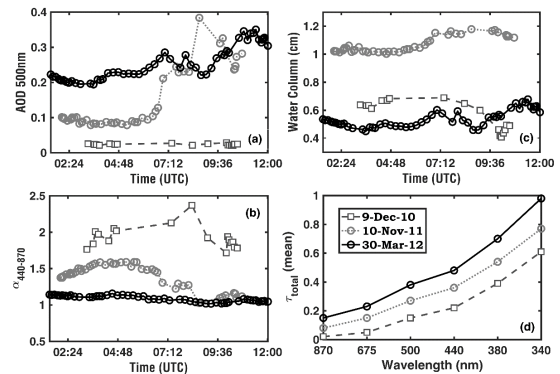 0.4
0.3
0.2
0.1
0
AOD 500nm
(a)
02:24 04:48 07:12 09:36 12:00
Time (UTC)
1.2
1
0.8
0.6
0.4
Water Column (cm)
(c)
02:24 04:48 07:12 09:36 12:00
Time (UTC)
2.5
2
1.5
1
0.5
α440-870
(b)
02:24 04:48 07:12 09:36 12:00
Time (UTC)
1
0.8
0.6
0.4
0.2
0
τtotal (mean)
9-Dec-10
10-Nov-11
30-Mar-12
(d)
870 675 500 440 380 340
Wavelength (nm)